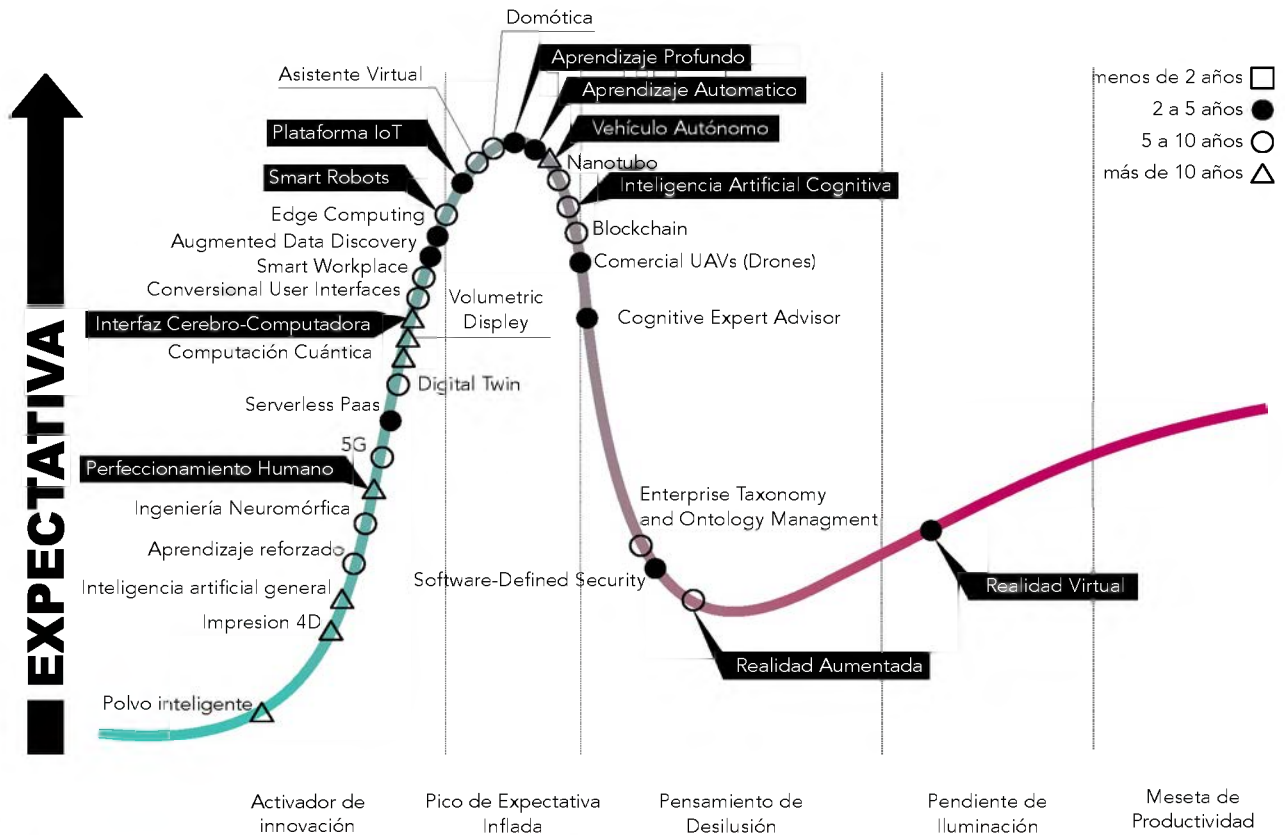 Domótica
Aprendizaje Profundo
Asistente Virtual
Aprendizaje Automatico
Plataforma IoT
Vehículo Autónomo
Nanotubo
Smart Robots
Inteligencia Artificial Cognitiva
Edge Computing
Blockchain
Augmented Data Discovery
Comercial UAVs (Drones)
Smart Workplace
Conversional User Interfaces
Volumetric
Displey
Interfaz Cerebro-Computadora
Cognitive Expert Advisor
Computación Cuántica
Digital Twin
Serverless Paas
5G
Perfeccionamiento Humano
Ingeniería Neuromórfica
Enterprise Taxonomy
and Ontology Managment
Aprendizaje reforzado
Software-Defined Security
Inteligencia artificial general
Realidad Virtual
Impresion 4D
Realidad Aumentada
Polvo inteligente
menos de 2 años
2 a 5 años
5 a 10 años
más de 10 años
EXPECTATIVA
Activador de
innovación
Pico de Expectativa
Inflada
Pensamiento de
Desilusión
Pendiente de
Iluminación
Meseta de
Productividad